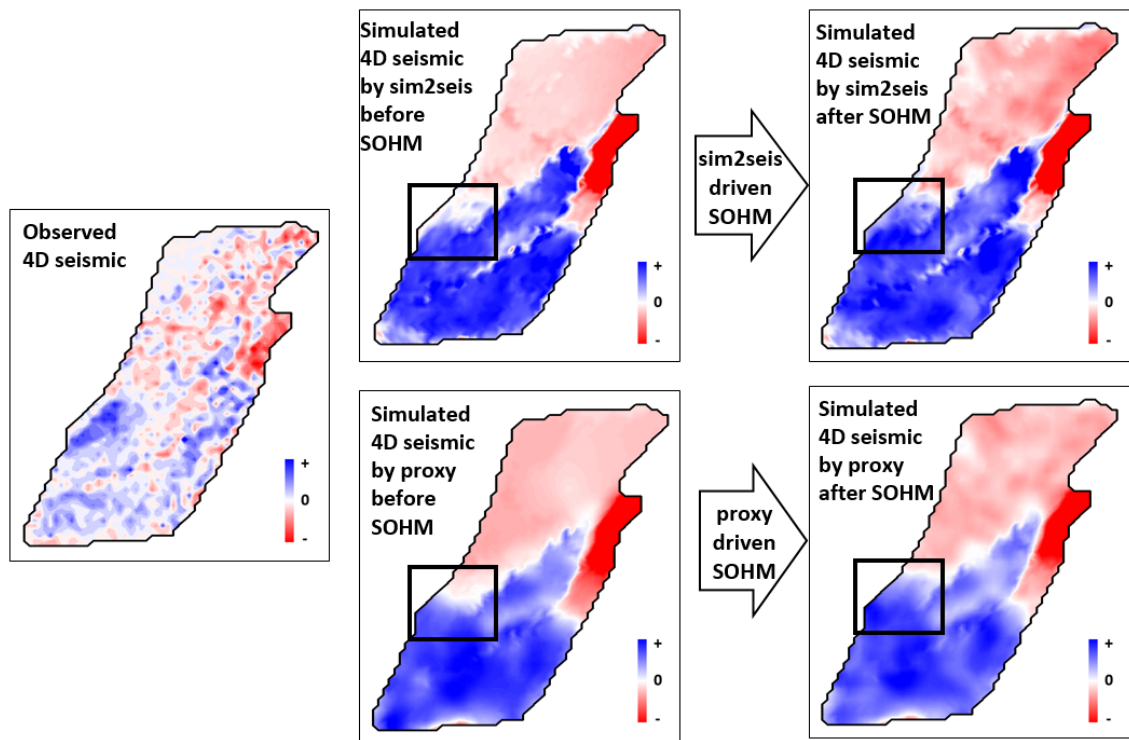 Observed
4D seismic
+
0
-
Simulated
4D seismic
by sim2seis
before
SOHM
+
0
-
sim2seis
driven
SOHM
Simulated
4D seismic
by sim2seis
after SOHM
+
0
-
Simulated
4D seismic
by proxy
before
SOHM
+
0
-
proxy
driven
SOHM
Simulated
4D seismic
by proxy
after SOHM
+
0
-